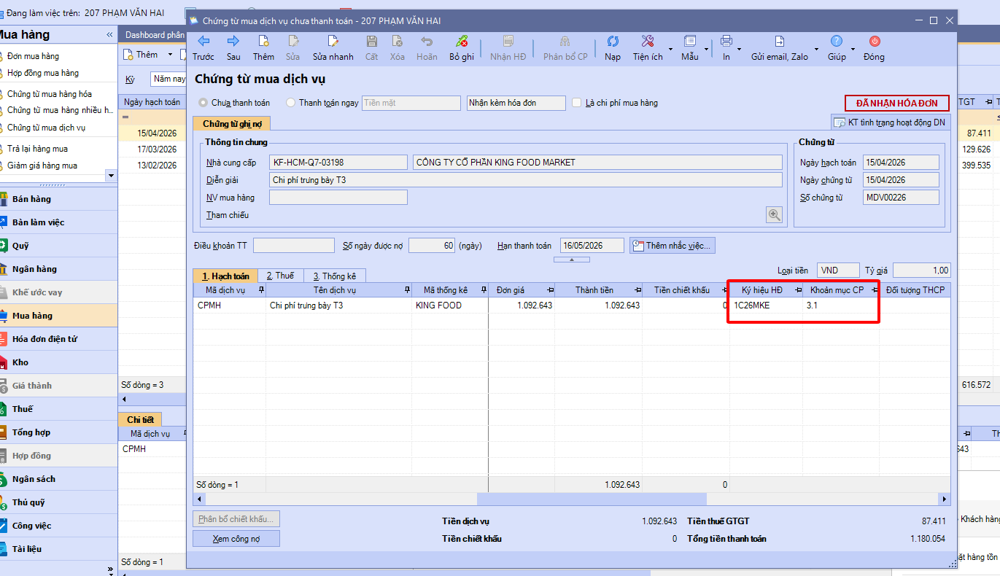 Đang làm việc trên: 207 PHẠM VĂN HAI
Mua hàng
Đơn mua hàng
Hợp đồng mua hàng
Chứng từ mua hàng hóa
Chứng từ mua hàng nhiều h...
Chứng từ mua dịch vụ
Trả lại hàng mua
Giảm giá hàng mua
Bán hàng
Bàn làm việc
Quỹ
Ngân hàng
Khế ước vay
Mua hàng
Hóa đơn điện tử
Kho
Giá thành
Thuế
Tổng hợp
Hợp đồng
Ngân sách
Thủ quỹ
Công việc
Tài liệu
Dashboard phân
Thêm
Kỳ Năm nay
Ngày hạch toán
=
15/04/2026
17/03/2026
13/02/2026
Số dòng = 3
Chi tiết
Mã dịch vụ
CPMH
Số dòng = 1
Chứng từ mua dịch vụ chưa thanh toán - 207 PHẠM VĂN HAI
Trước Sau Thêm Sửa Sửa nhanh Cất Xóa Hoãn Bỏ ghi Nhận HĐ Phân bổ CP Nạp Tiện ích Mẫu In Gửi email, Zalo Giúp Đóng
Chứng từ mua dịch vụ
Chưa thanh toán Thanh toán ngay Tiền mặt Nhận kèm hóa đơn Là chi phí mua hàng ĐÃ NHẬN HÓA ĐƠN
Chứng từ ghi nợ KT tình trạng hoạt động DN
Thông tin chung
Nhà cung cấp KF-HCM-Q7-03198 CÔNG TY CỔ PHẦN KING FOOD MARKET
Diễn giải Chi phí trưng bày T3
NV mua hàng
Tham chiếu
Chứng từ
Ngày hạch toán 15/04/2026
Ngày chứng từ 15/04/2026
Số chứng từ MDV00226
Điều khoản TT Số ngày được nợ 60 (ngày) Hạn thanh toán 16/05/2026 Thêm nhắc việc...
Loại tiền VND Tỷ giá 1,00
1. Hạch toán 2. Thuế 3. Thống kê
Mã dịch vụ Tên dịch vụ Mã thống kê Đơn giá Thành tiền Tiền chiết khấu Ký hiệu HĐ Khoản mục CP Đối tượng THCP
CPMH Chi phí trưng bày T3 KING FOOD 1.092.643 1.092.643 0 1C26MKE 3.1
Số dòng = 1 1.092.643 0
Phân bổ chiết khấu...
Xem công nợ
Tiền dịch vụ 1.092.643 Tiền thuế GTGT 87.411
Tiền chiết khấu 0 Tổng tiền thanh toán 1.180.054
TGT
87.411
129.626
399.535
616.572
Khách hàng